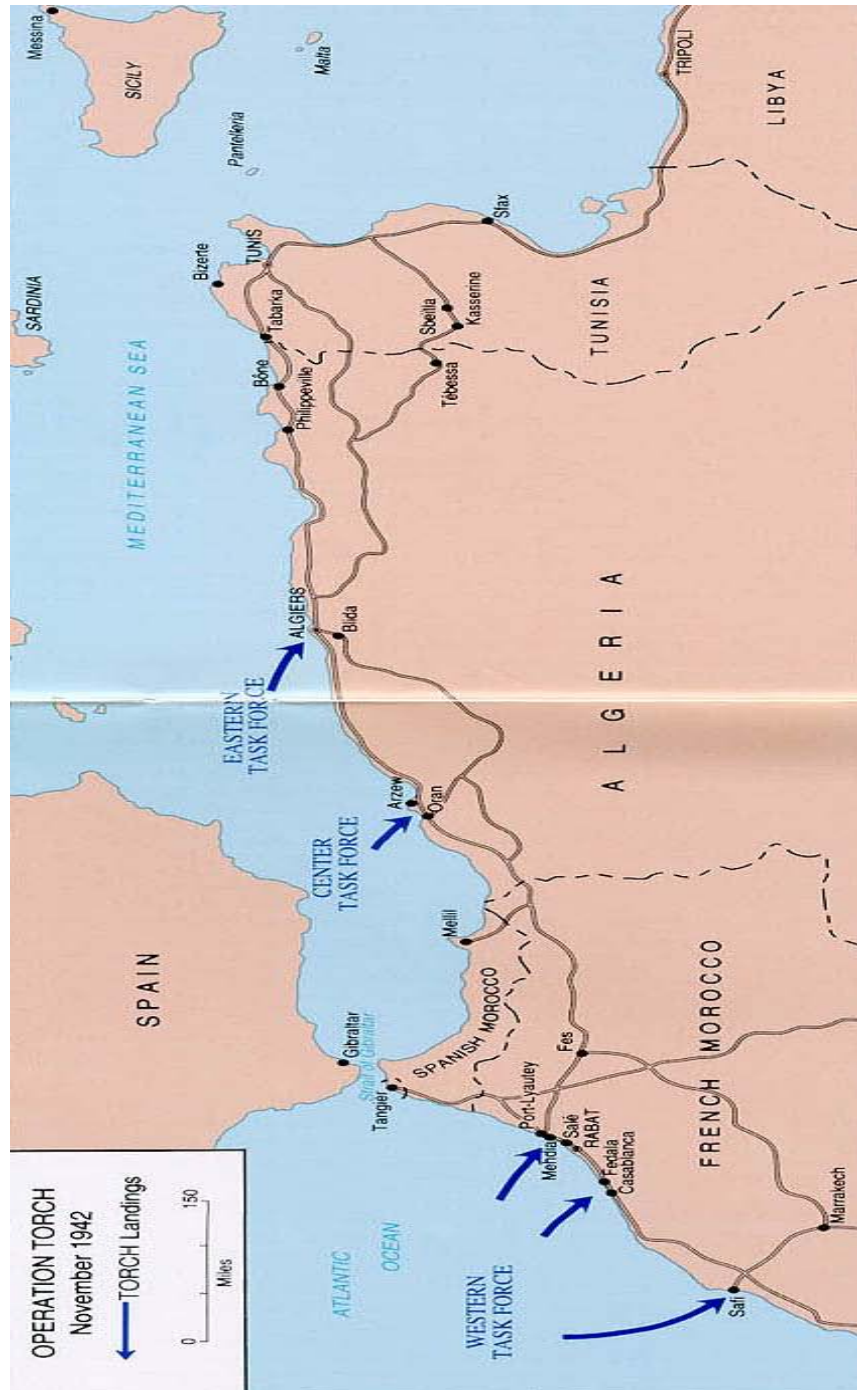 OPERATION TORCH
November 1942
TORCH Landings
0 150
Miles
ATLANTIC
OCEAN
SPAIN
Gibraltar
Strait of Gibraltar
Tangier
SPANISH MOROCCO
Mellil
MEDITERRANEAN SEA
SARDINIA
SICILY
Messina
Pantelleria
Malta
WESTERN
TASK FORCE
CENTER
TASK FORCE
EASTERN
TASK FORCE
Port-Lyautey
Mehdia
Salé
RABAT
Fedala
Casablanca
Safi
Marrakech
Fes
FRENCH MOROCCO
Arzew
Oran
ALGIERS
Blida
ALGERIA
Philippeville
Bône
Tabarka
Bizerte
TUNIS
Tébessa
Sbeitla
Kasserine
Sfax
TUNISIA
TRIPOLI
LIBYA